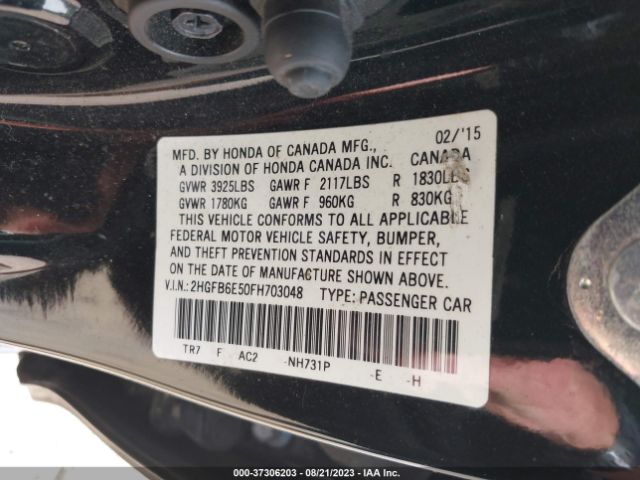 02/'15
MFD. BY HONDA OF CANADA MFG.,
A DIVISION OF HONDA CANADA INC. CANADA
GVWR 3925LBS GAWR F 2117LBS R 1830LBS
GVWR 1780KG GAWR F 960KG R 830KG
THIS VEHICLE CONFORMS TO ALL APPLICABLE
FEDERAL MOTOR VEHICLE SAFETY, BUMPER,
AND THEFT PREVENTION STANDARDS IN EFFECT
ON THE DATE OF MANUFACTURE SHOWN ABOVE.
V.I.N.:2HGFB6E50FH703048 TYPE:PASSENGER CAR
TR7 F AC2 -NH731P -E -H
000-37306203 - 08/21/2023 - IAA Inc.